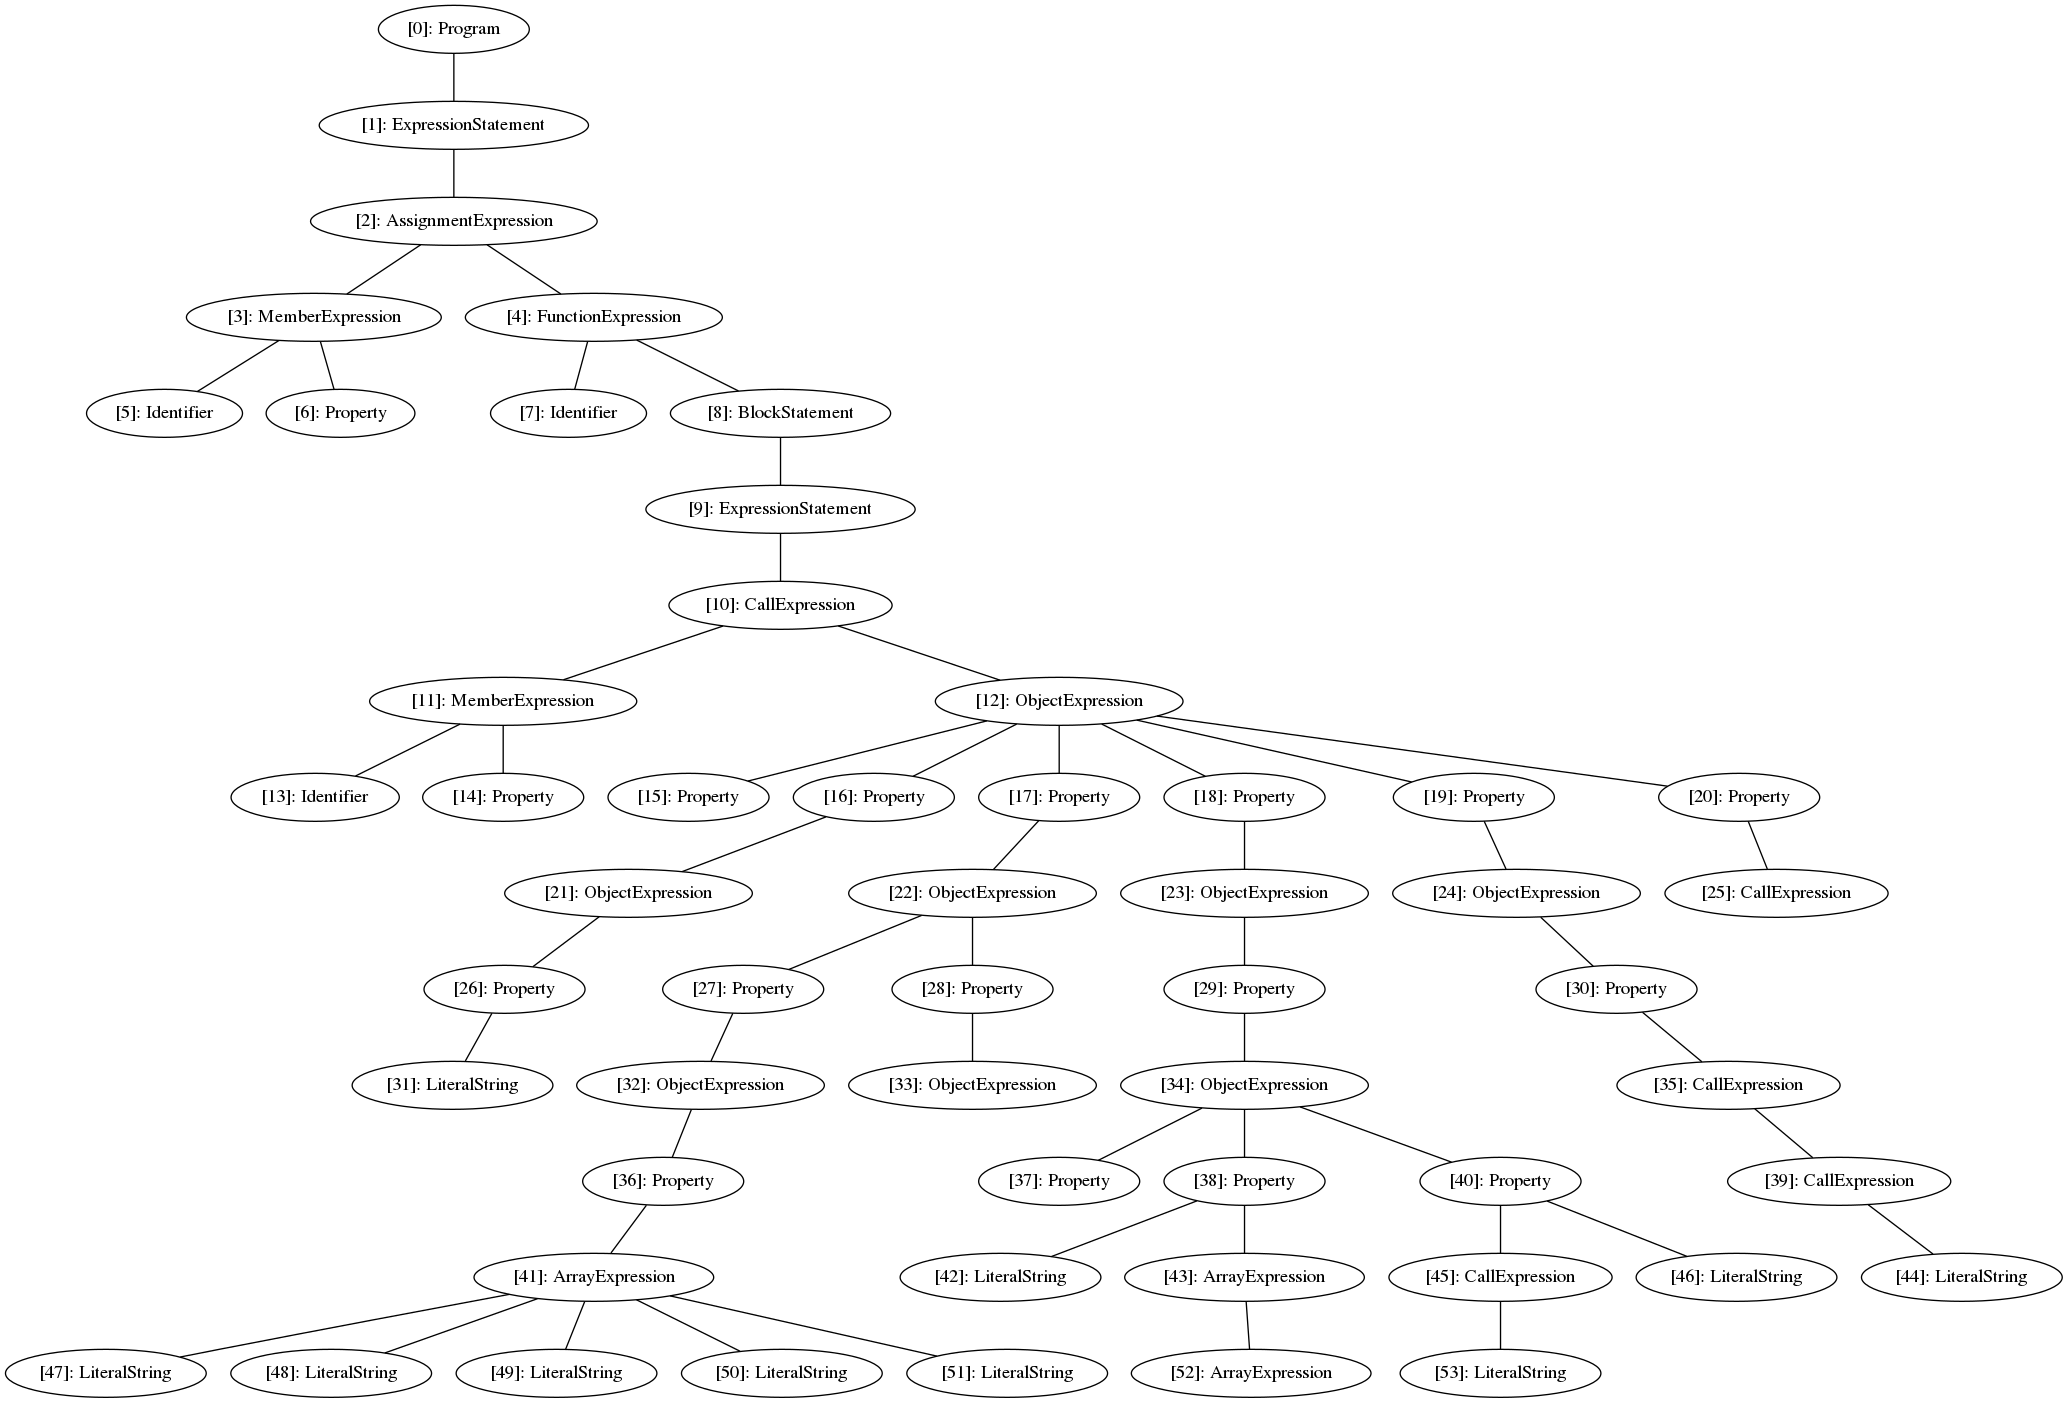 [0]: Program
[1]: ExpressionStatement
[2]: AssignmentExpression
[3]: MemberExpression
[4]: FunctionExpression
[5]: Identifier
[6]: Property
[7]: Identifier
[8]: BlockStatement
[9]: ExpressionStatement
[10]: CallExpression
[11]: MemberExpression
[12]: ObjectExpression
[13]: Identifier
[14]: Property
[15]: Property
[16]: Property
[17]: Property
[18]: Property
[19]: Property
[20]: Property
[21]: ObjectExpression
[22]: ObjectExpression
[23]: ObjectExpression
[24]: ObjectExpression
[25]: CallExpression
[26]: Property
[27]: Property
[28]: Property
[29]: Property
[30]: Property
[31]: LiteralString
[32]: ObjectExpression
[33]: ObjectExpression
[34]: ObjectExpression
[35]: CallExpression
[36]: Property
[37]: Property
[38]: Property
[40]: Property
[39]: CallExpression
[41]: ArrayExpression
[42]: LiteralString
[43]: ArrayExpression
[45]: CallExpression
[46]: LiteralString
[44]: LiteralString
[47]: LiteralString
[48]: LiteralString
[49]: LiteralString
[50]: LiteralString
[51]: LiteralString
[52]: ArrayExpression
[53]: LiteralString